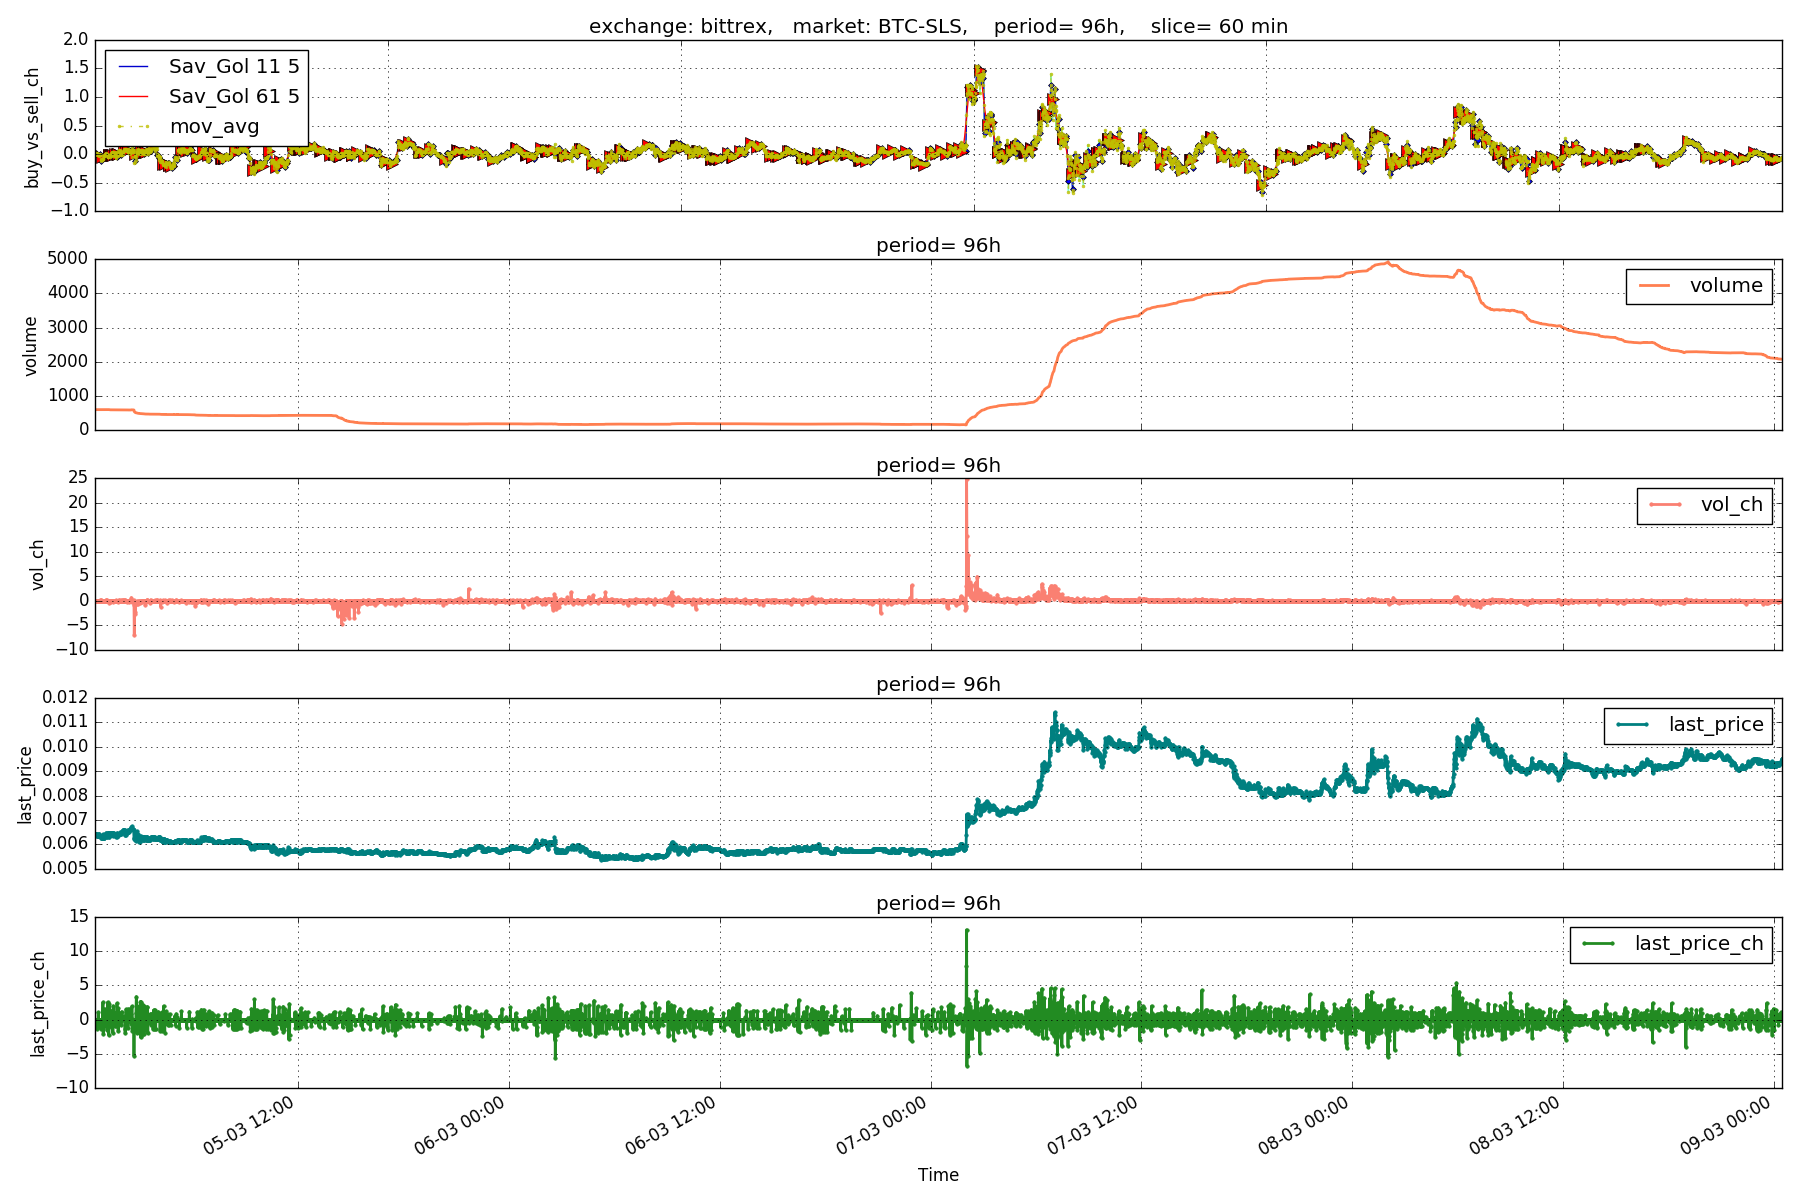 exchange: bittrex,   market: BTC-SLS,    period= 96h,    slice= 60 min
buy_vs_sell_ch
2.0
1.5
1.0
0.5
0.0
−0.5
−1.0
Sav_Gol 11 5
Sav_Gol 61 5
mov_avg
period= 96h
volume
5000
4000
3000
2000
1000
0
volume
period= 96h
vol_ch
25
20
15
10
5
0
−5
−10
vol_ch
period= 96h
last_price
0.012
0.011
0.010
0.009
0.008
0.007
0.006
0.005
last_price
period= 96h
last_price_ch
15
10
5
0
−5
−10
last_price_ch
05-03 12:00
06-03 00:00
06-03 12:00
07-03 00:00
07-03 12:00
08-03 00:00
08-03 12:00
09-03 00:00
Time